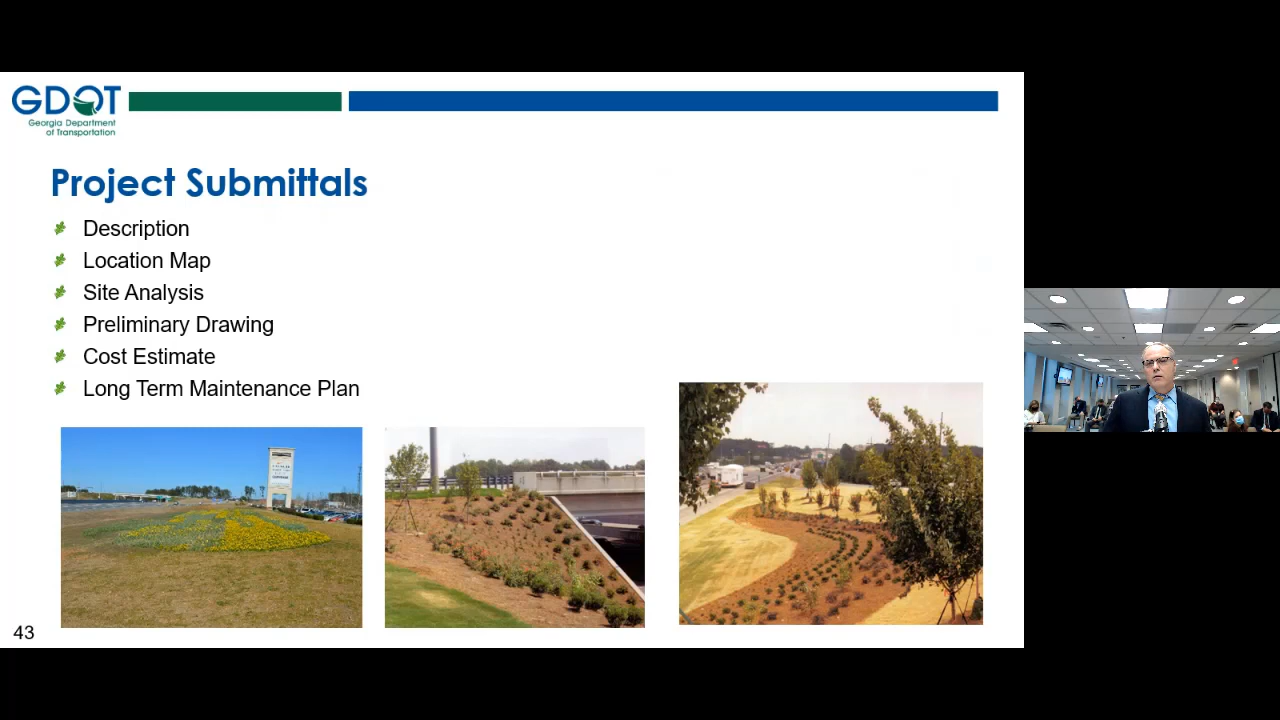 GDOT
Georgia Department
of Transportation
Project Submittals
Description
Location Map
Site Analysis
Preliminary Drawing
Cost Estimate
Long Term Maintenance Plan
43